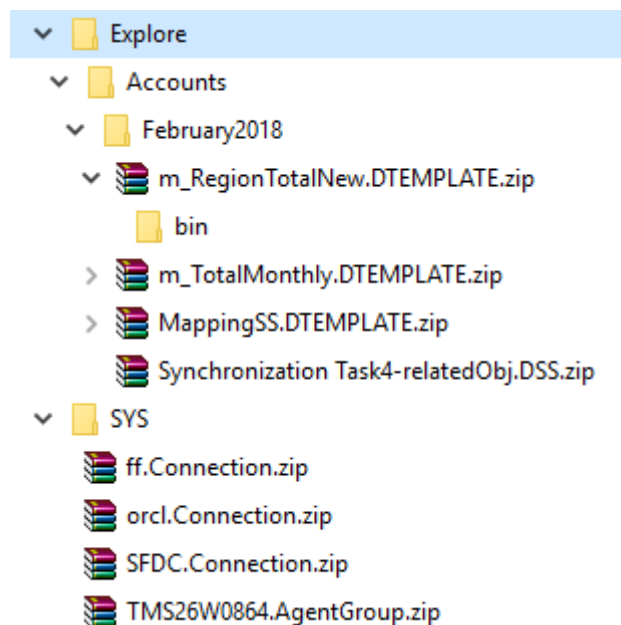 Explore
Accounts
February2018
m_RegionTotalNew.DTEMPLATE.zip
bin
m_TotalMonthly.DTEMPLATE.zip
MappingSS.DTEMPLATE.zip
Synchronization Task4-relatedObj.DSS.zip
SYS
ff.Connection.zip
orcl.Connection.zip
SFDC.Connection.zip
TMS26W0864.AgentGroup.zip